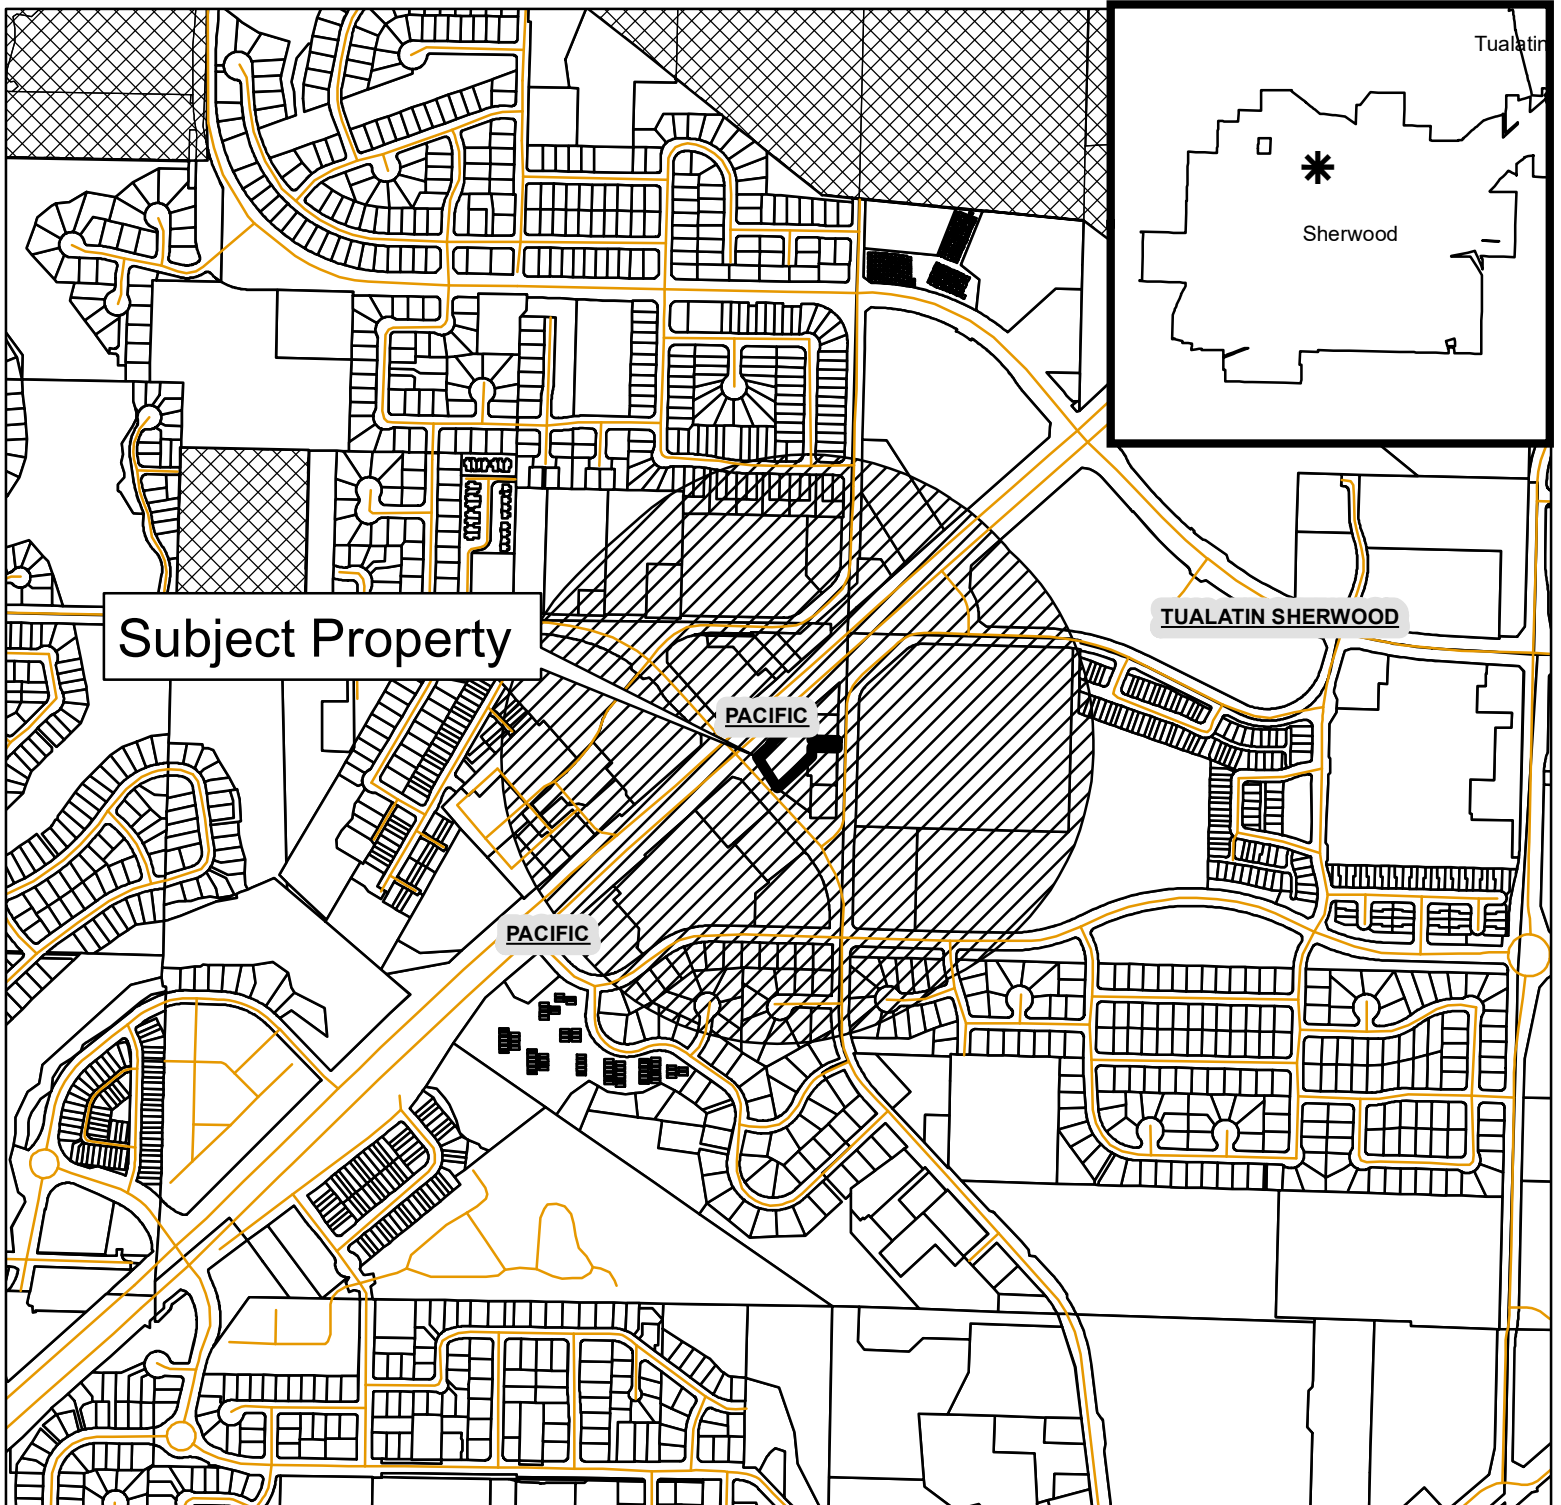 Tualatin
Sherwood
TUALATIN SHERWOOD
Subject Property
PACIFIC
PACIFIC